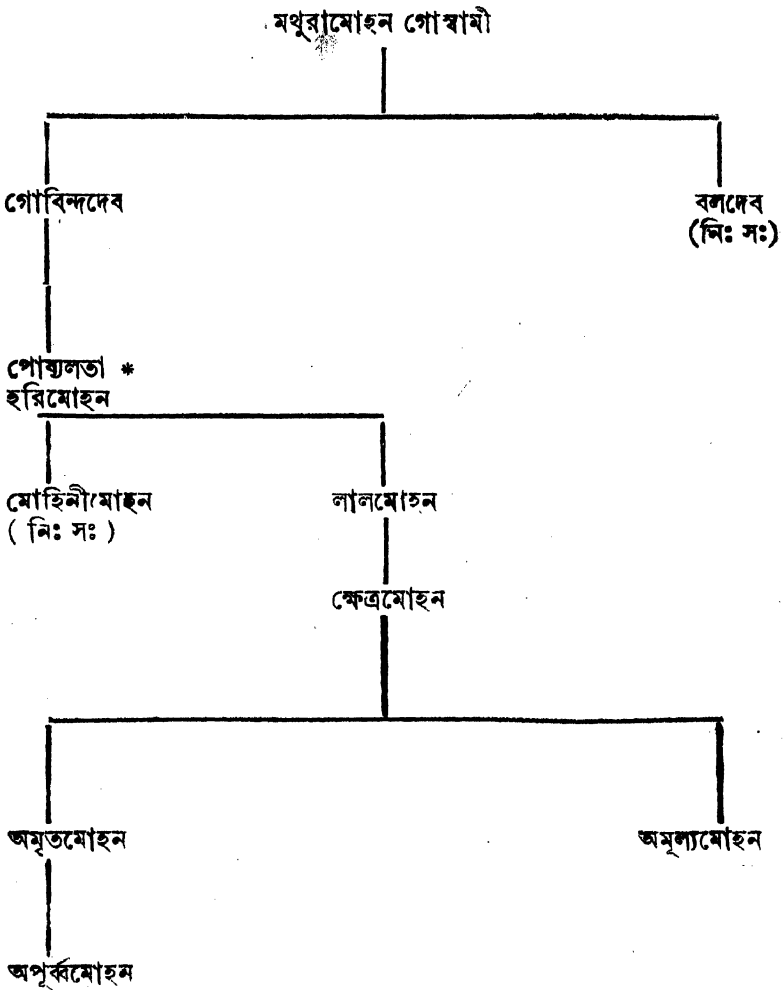 মথুরামোহন গোস্বামী
গোবিন্দদেব
বলদেব
(নিঃ সঃ)
পোষ্যলতা *
হরিমোহন
মোহিনীমোহন
( নিঃ সঃ )
লালমোহন
ক্ষেত্রমোহন
অমৃতমোহন
অমূল্যমোহন
অপূর্ব্বমোহন